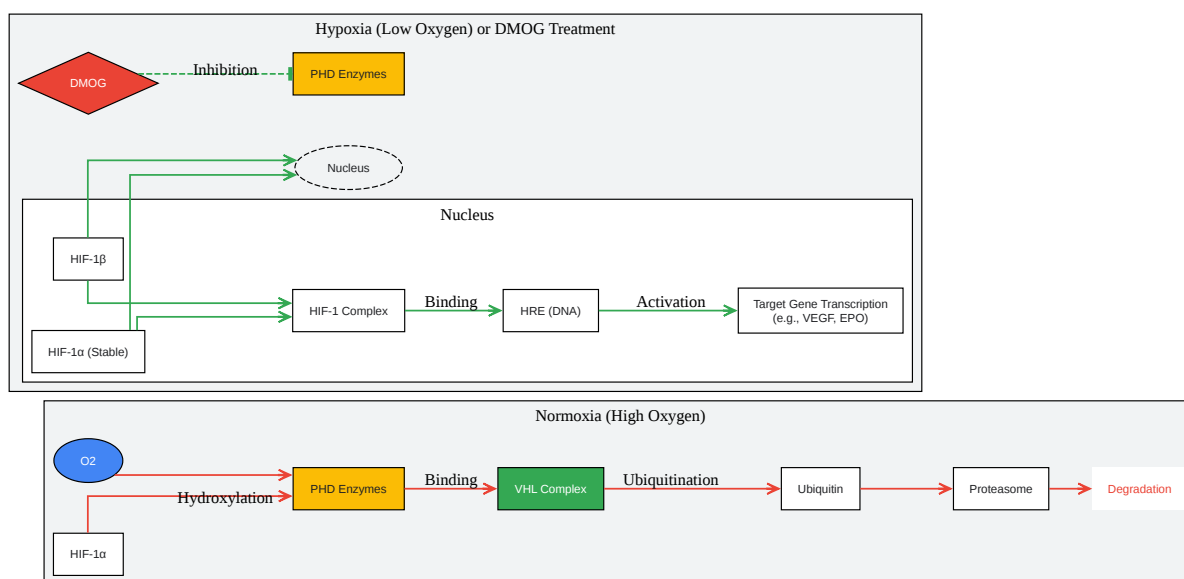 Hypoxia (Low Oxygen) or DMOG Treatment
DMOG
Inhibition
PHD Enzymes
Nucleus
Nucleus
HIF-1β
HIF-1α (Stable)
HIF-1 Complex
Binding
HRE (DNA)
Activation
Target Gene Transcription
(e.g., VEGF, EPO)
Normoxia (High Oxygen)
O2
Hydroxylation
HIF-1α
PHD Enzymes
Binding
VHL Complex
Ubiquitination
Ubiquitin
Proteasome
Degradation